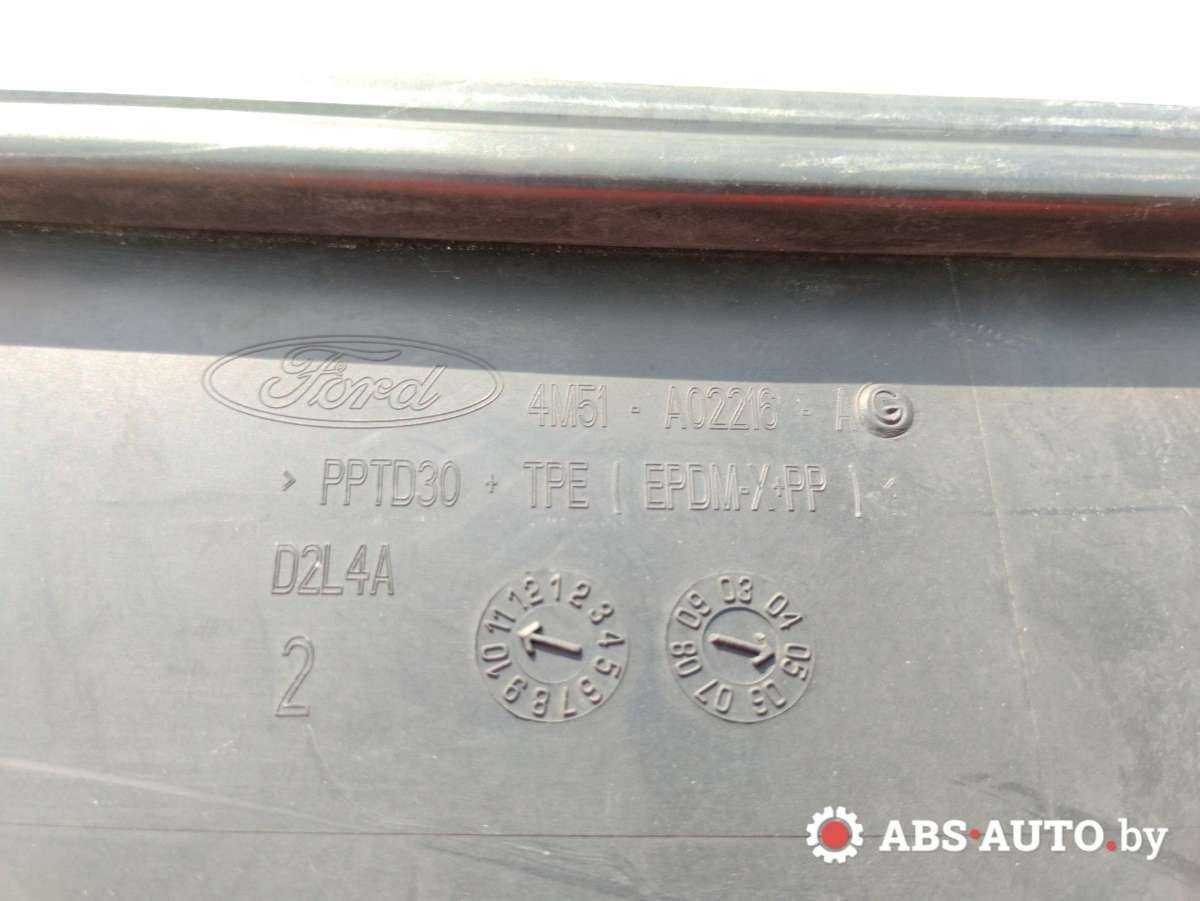 Ford 4M51 - A02216 - AG
> PPTD30 + TPE ( EPDM-X+PP ) <
D2L4A
2
1 2 3 4 5 6 7 8 9 10 11 12
03 04 05 06 07 08 09
ABS·AUTO.by